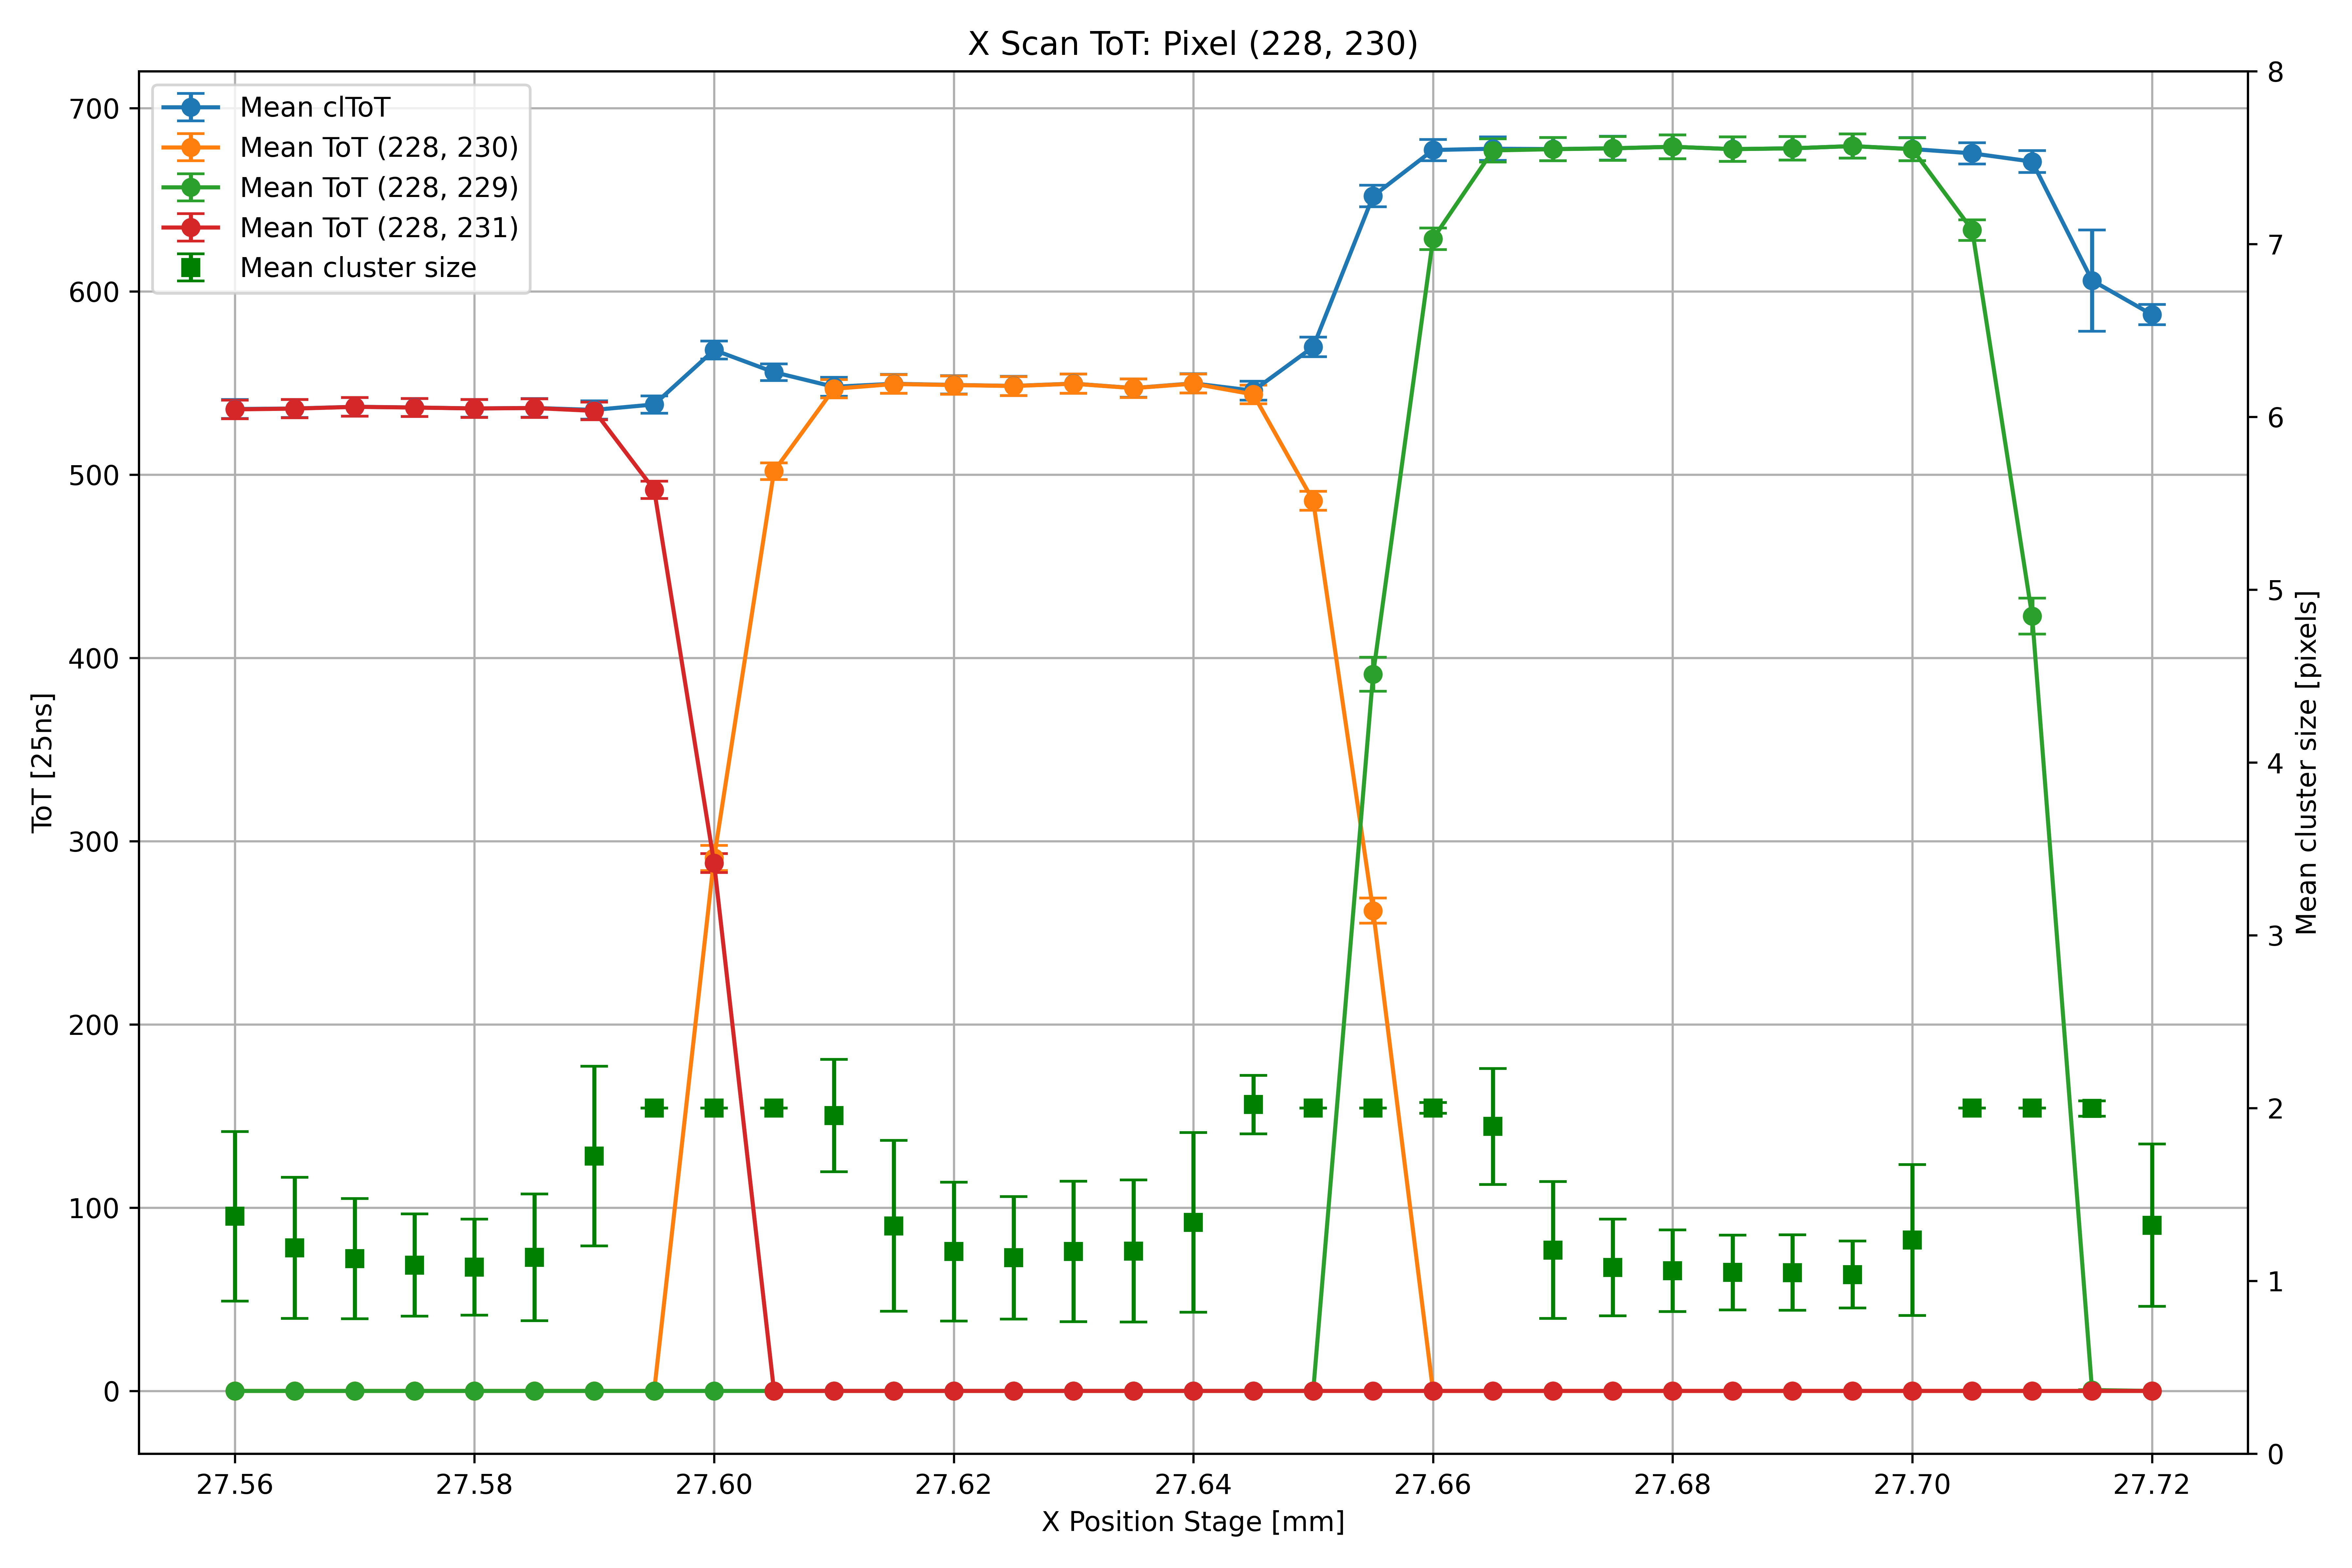 X Scan ToT: Pixel (228, 230)
Mean clToT
Mean ToT (228, 230)
Mean ToT (228, 229)
Mean ToT (228, 231)
Mean cluster size
700
600
500
400
300
200
100
0
ToT [25ns]
8
7
6
5
4
3
2
1
0
Mean cluster size [pixels]
27.56
27.58
27.60
27.62
27.64
27.66
27.68
27.70
27.72
X Position Stage [mm]